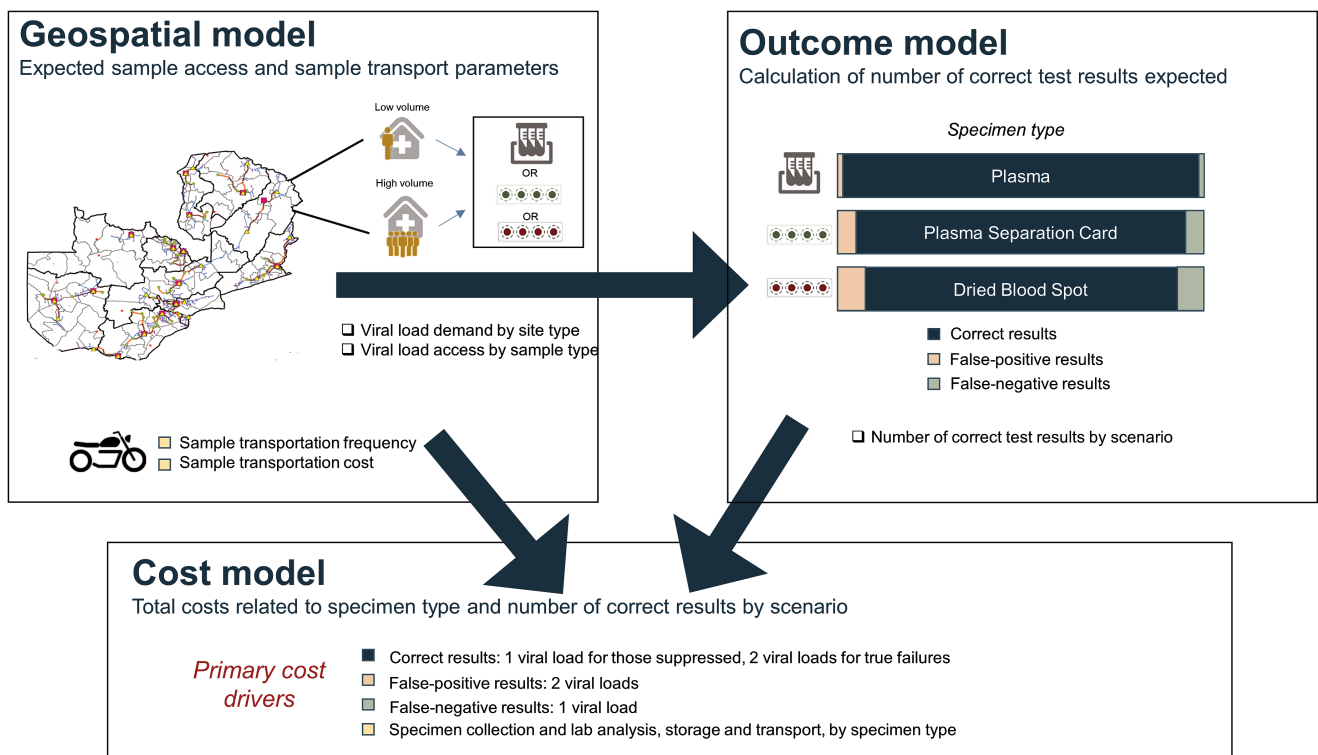 Geospatial model
Expected sample access and sample transport parameters
Low volume
High volume
OR
OR
Viral load demand by site type
Viral load access by sample type
Sample transportation frequency
Sample transportation cost
Outcome model
Calculation of number of correct test results expected
Specimen type
Plasma
Plasma Separation Card
Dried Blood Spot
Correct results
False-positive results
False-negative results
Number of correct test results by scenario
Cost model
Total costs related to specimen type and number of correct results by scenario
Primary cost
drivers
Correct results: 1 viral load for those suppressed, 2 viral loads for true failures
False-positive results: 2 viral loads
False-negative results: 1 viral load
Specimen collection and lab analysis, storage and transport, by specimen type